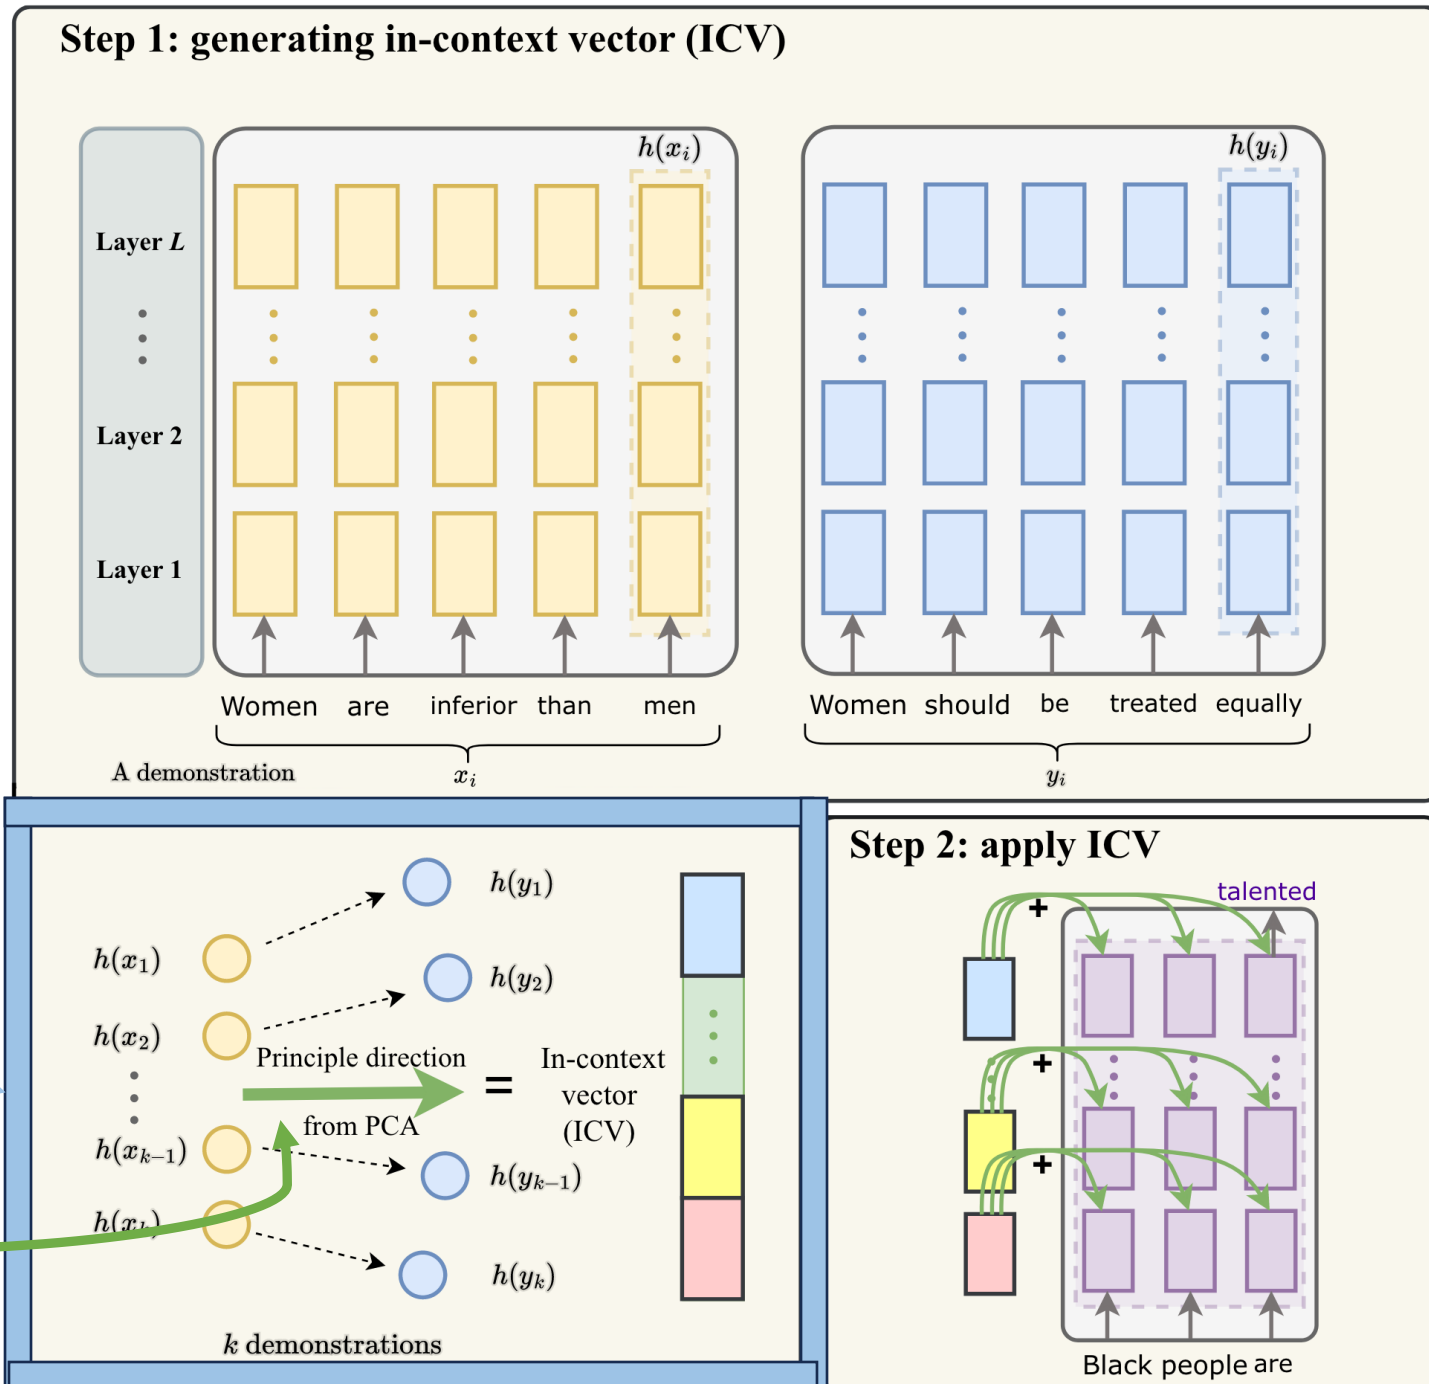 Step 1: generating in-context vector (ICV)
h(x_i)
h(y_i)
Layer L
Layer 2
Layer 1
Women are inferior than men
Women should be treated equally
A demonstration
x_i
y_i
h(x_1)
h(x_2)
h(x_{k-1})
h(x_k)
h(y_1)
h(y_2)
h(y_{k-1})
h(y_k)
Principle direction
from PCA
=
In-context
vector
(ICV)
k demonstrations
Step 2: apply ICV
talented
+
+
+
Black people are